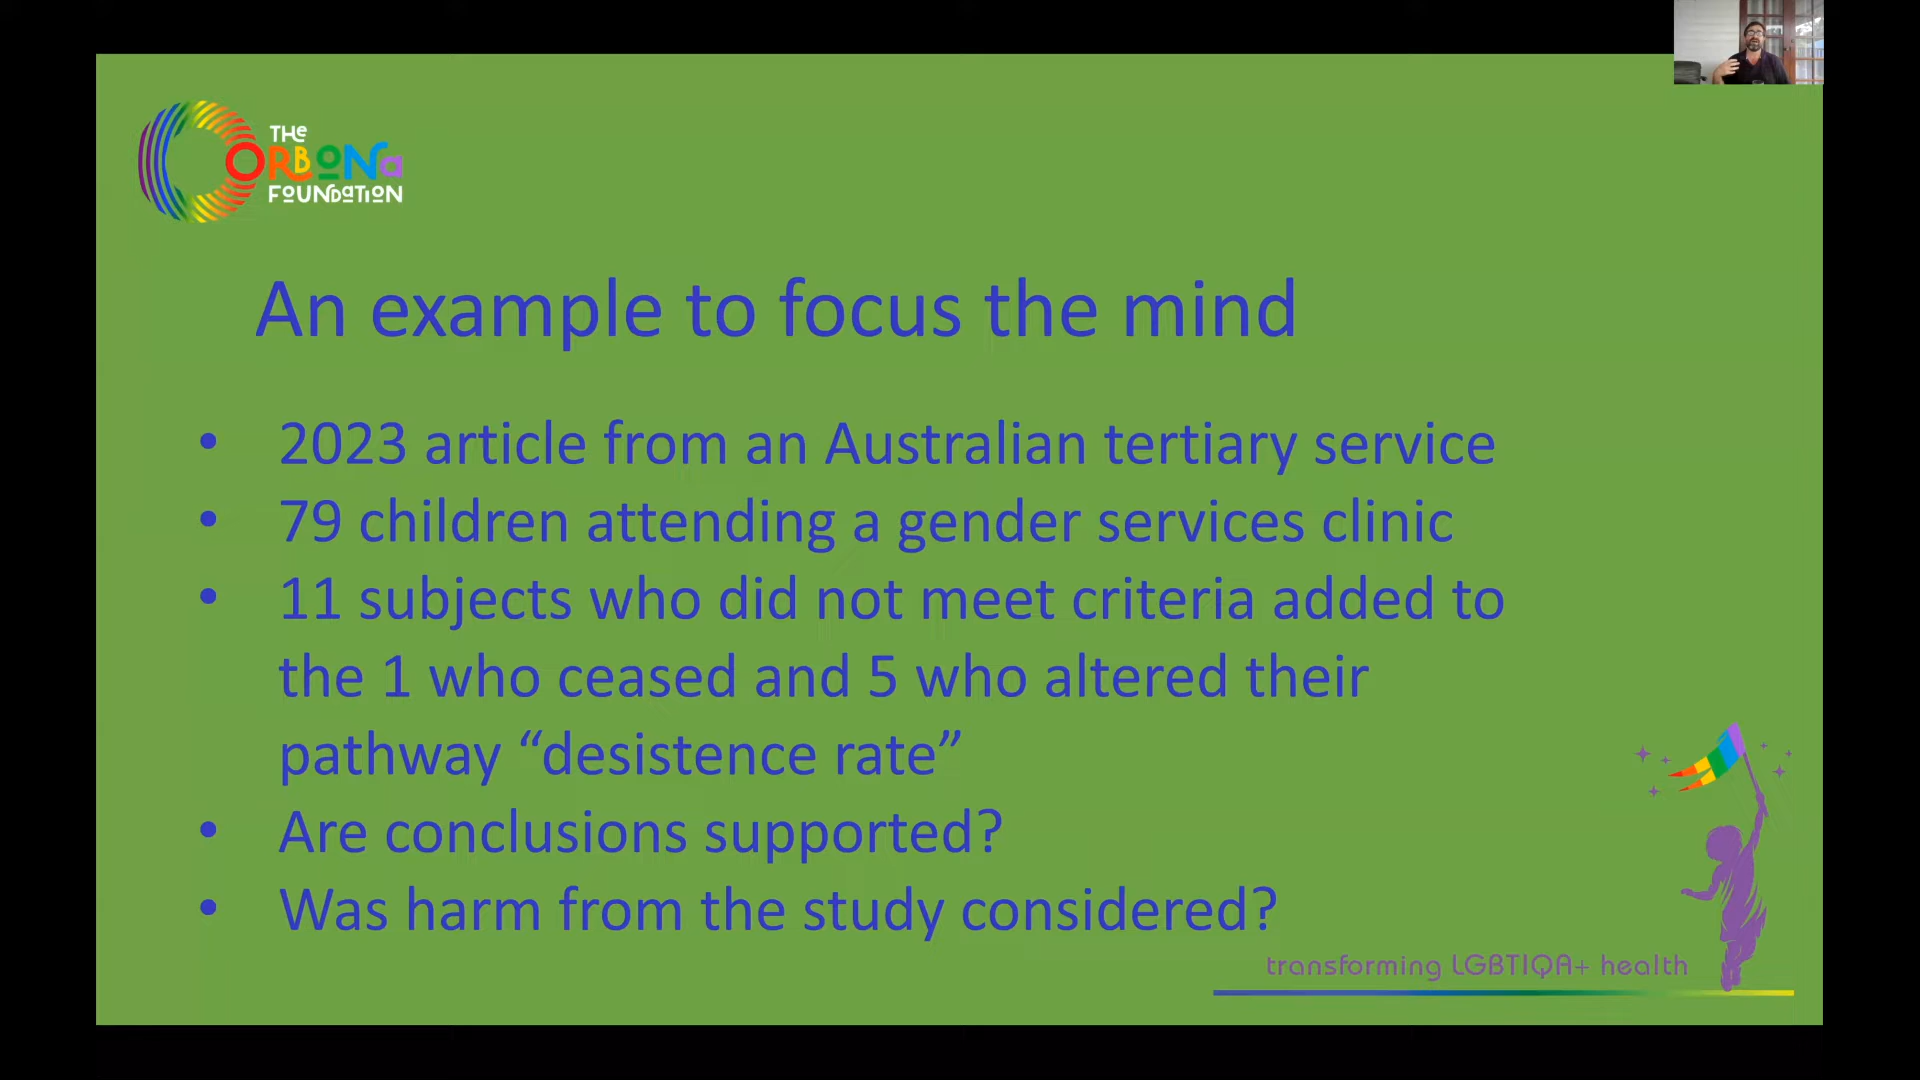 THe
ORBONa
FOUNDaTION
An example to focus the mind
• 2023 article from an Australian tertiary service
• 79 children attending a gender services clinic
• 11 subjects who did not meet criteria added to
the 1 who ceased and 5 who altered their
pathway “desistence rate”
• Are conclusions supported?
• Was harm from the study considered?
transforming LGBTIQA+ health